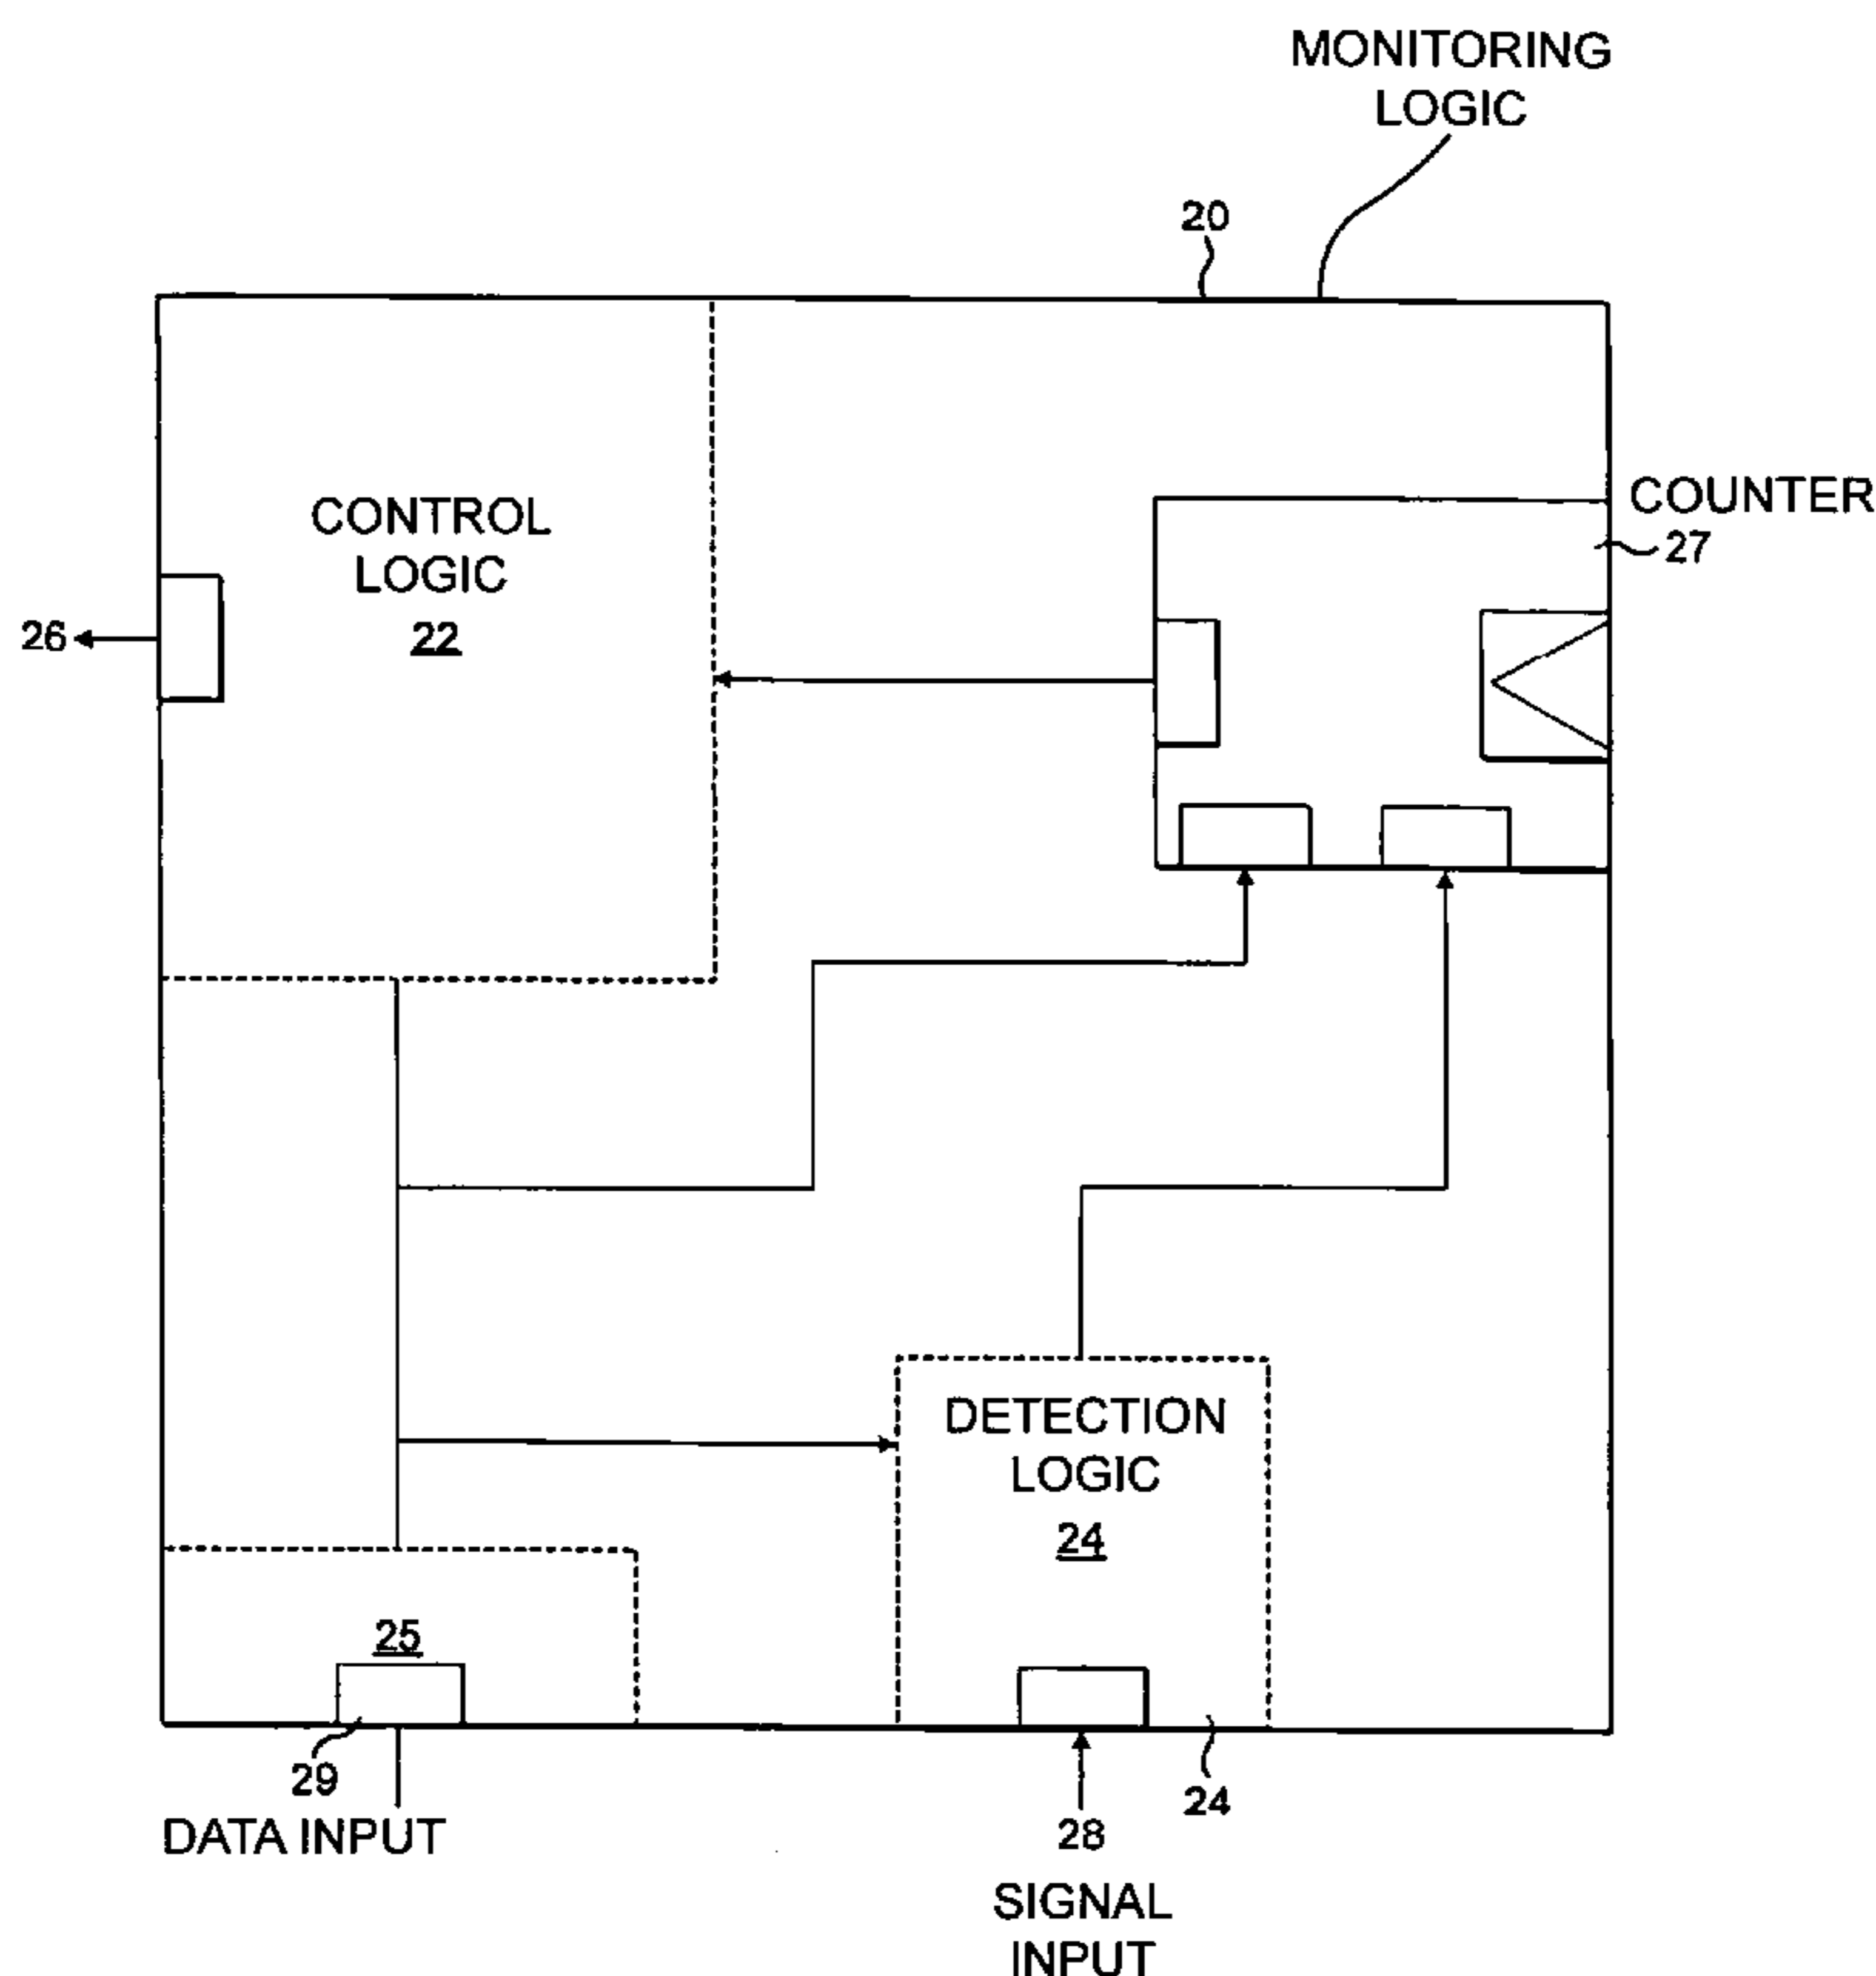 MONITORING
LOGIC
20
CONTROL
LOGIC
22
COUNTER
27
26
DETECTION
LOGIC
24
25
29
DATA INPUT
28
24
SIGNAL
INPUT